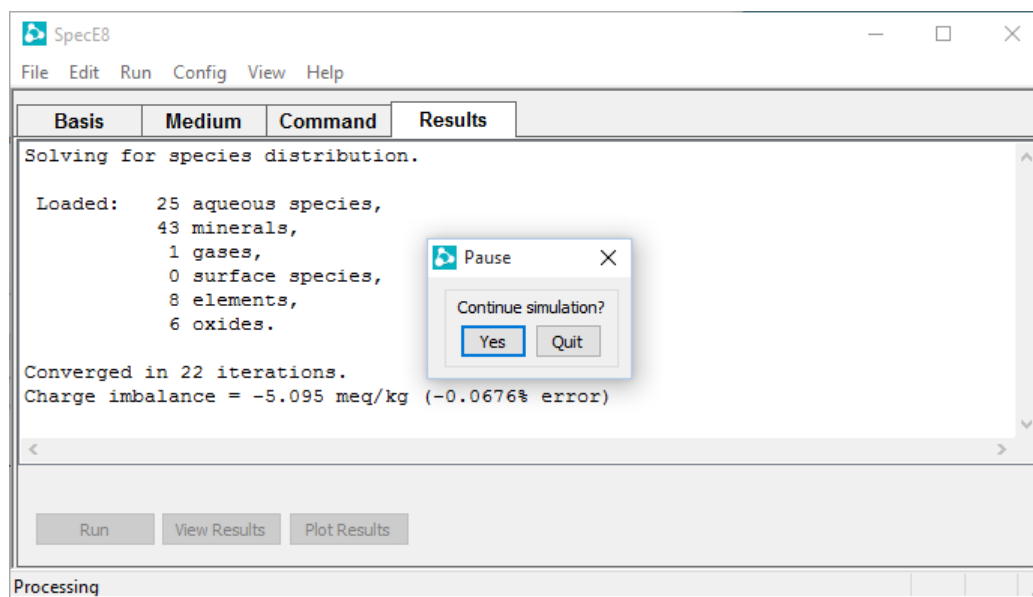 SpecE8
File Edit Run Config View Help
Basis Medium Command Results
Solving for species distribution.
Loaded: 25 aqueous species,
43 minerals,
1 gases,
0 surface species,
8 elements,
6 oxides.
Converged in 22 iterations.
Charge imbalance = -5.095 meq/kg (-0.0676% error)
Pause
Continue simulation?
Yes Quit
Run View Results Plot Results
Processing